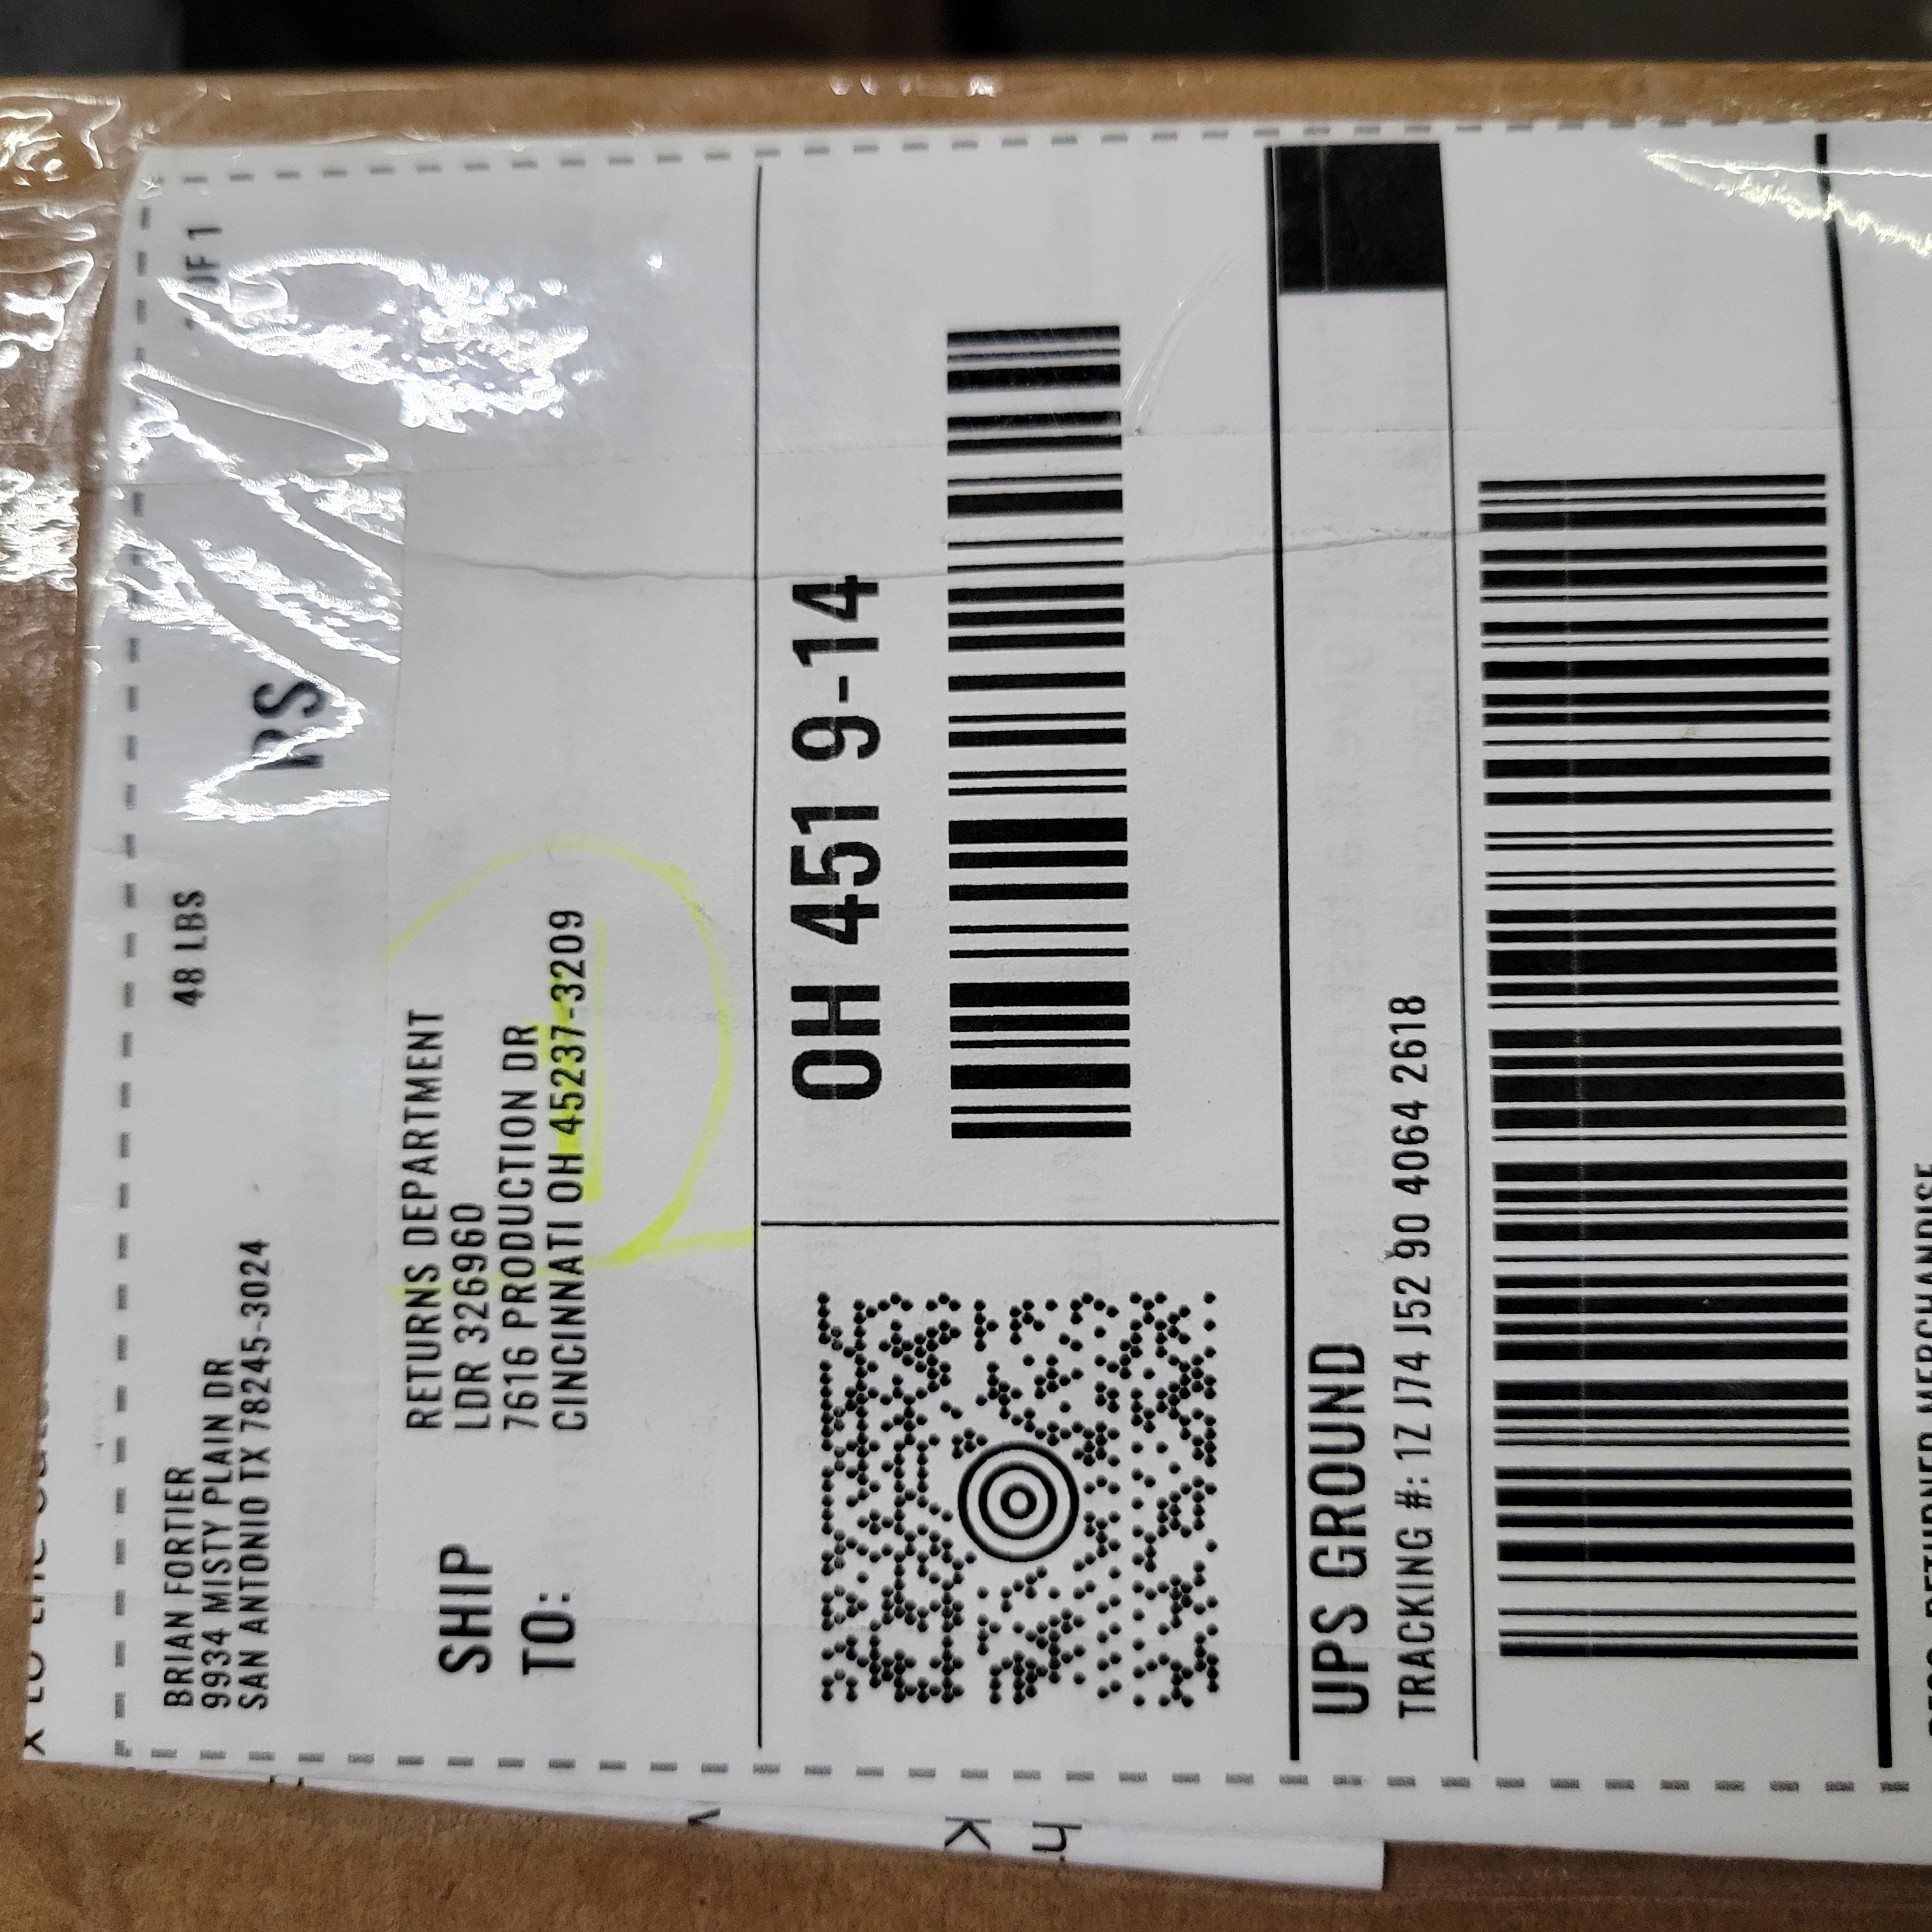 BRIAN FORTIER
9934 MISTY PLAIN DR
SAN ANTONIO TX 78245-3024
48 LBS
OF 1
RS
SHIP
TO:
RETURNS DEPARTMENT
LDR 326960
7616 PRODUCTION DR
CINCINNATI OH 45237-3209
OH 451 9-14
UPS GROUND
TRACKING #: 1Z J74 J52 90 4064 2618